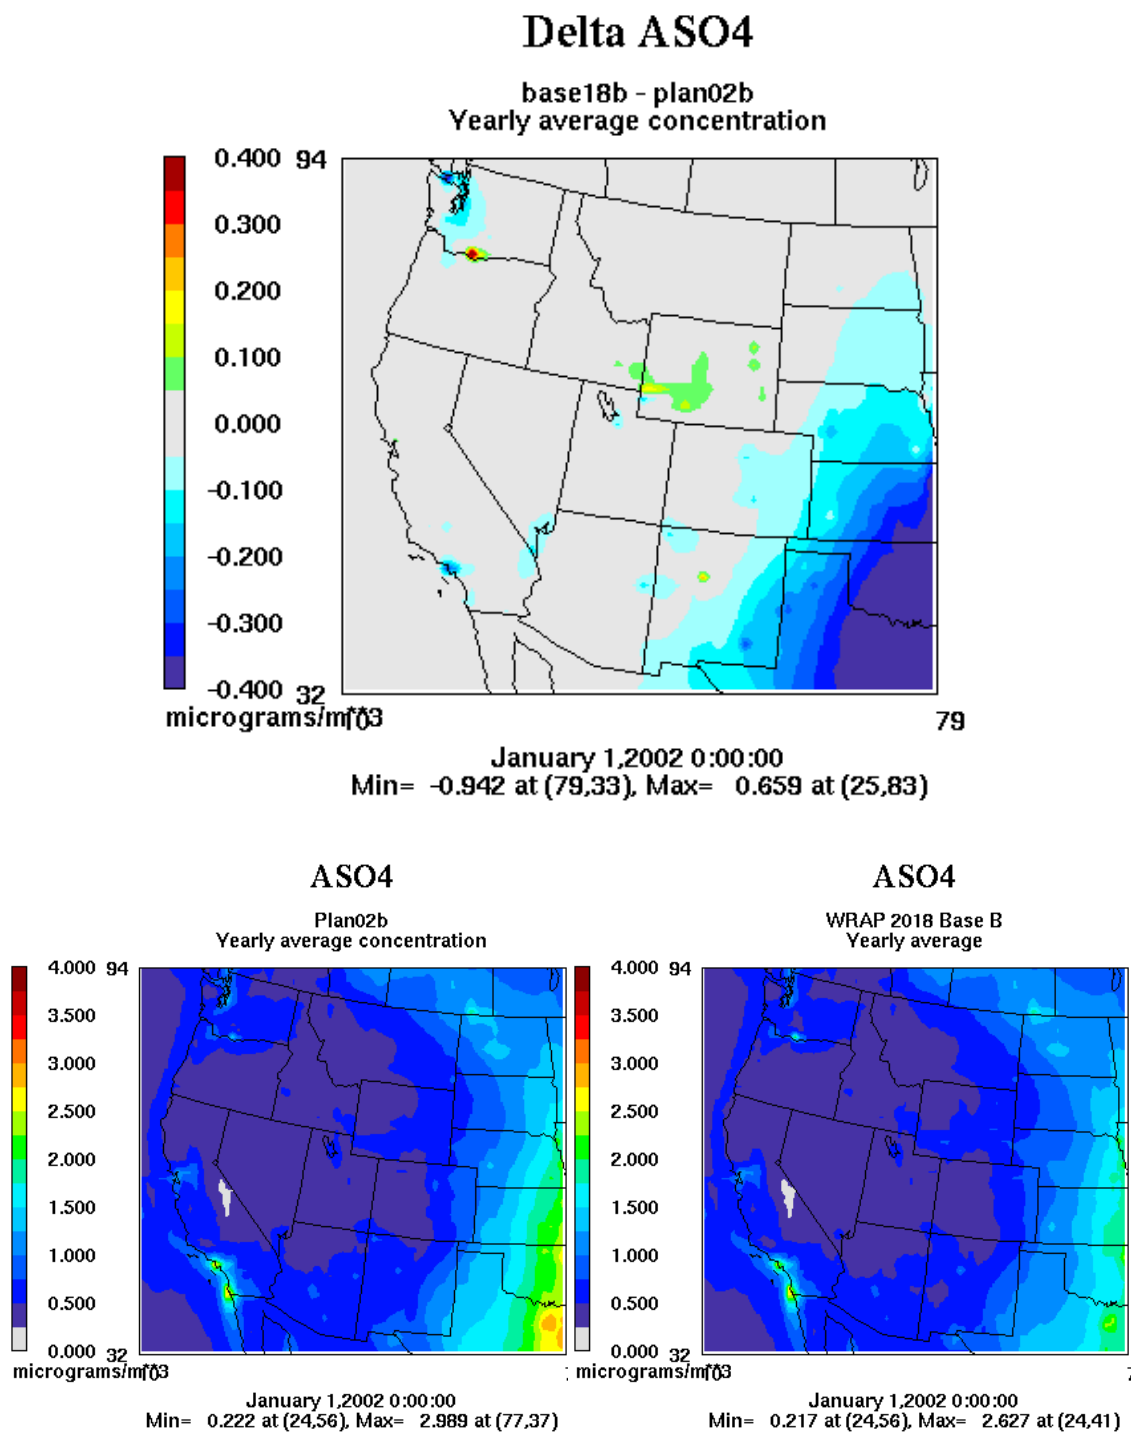 Delta ASO4
base18b - plan02b
Yearly average concentration
0.400
0.300
0.200
0.100
0.000
-0.100
-0.200
-0.300
-0.400
94
32
micrograms/m**3
79
January 1,2002 0:00:00
Min= -0.942 at (79,33), Max= 0.659 at (25,83)
ASO4
Plan02b
Yearly average concentration
4.000
3.500
3.000
2.500
2.000
1.500
1.000
0.500
0.000
94
32
micrograms/m**3
January 1,2002 0:00:00
Min= 0.222 at (24,56), Max= 2.989 at (77,37)
ASO4
WRAP 2018 Base B
Yearly average
4.000
3.500
3.000
2.500
2.000
1.500
1.000
0.500
0.000
94
32
micrograms/m**3
January 1,2002 0:00:00
Min= 0.217 at (24,56), Max= 2.627 at (24,41)